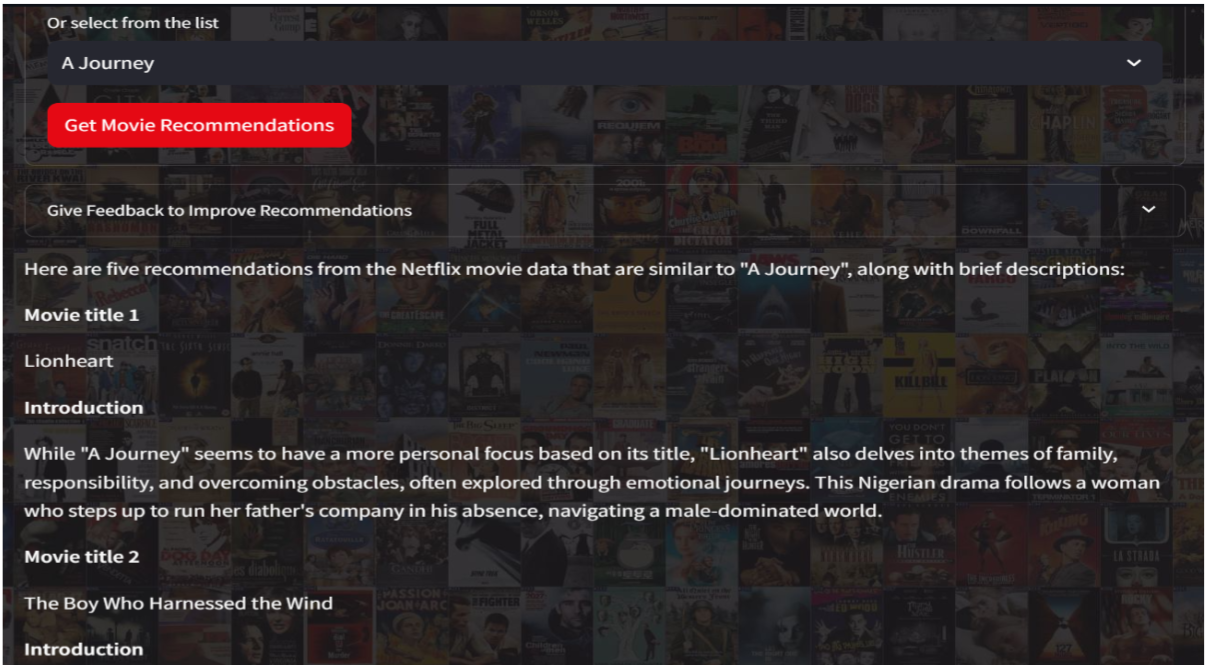 Or select from the list
A Journey
Get Movie Recommendations
Give Feedback to Improve Recommendations
Here are five recommendations from the Netflix movie data that are similar to "A Journey", along with brief descriptions:
Movie title 1
Lionheart
Introduction
While "A Journey" seems to have a more personal focus based on its title, "Lionheart" also delves into themes of family,
responsibility, and overcoming obstacles, often explored through emotional journeys. This Nigerian drama follows a woman
who steps up to run her father's company in his absence, navigating a male-dominated world.
Movie title 2
The Boy Who Harnessed the Wind
Introduction